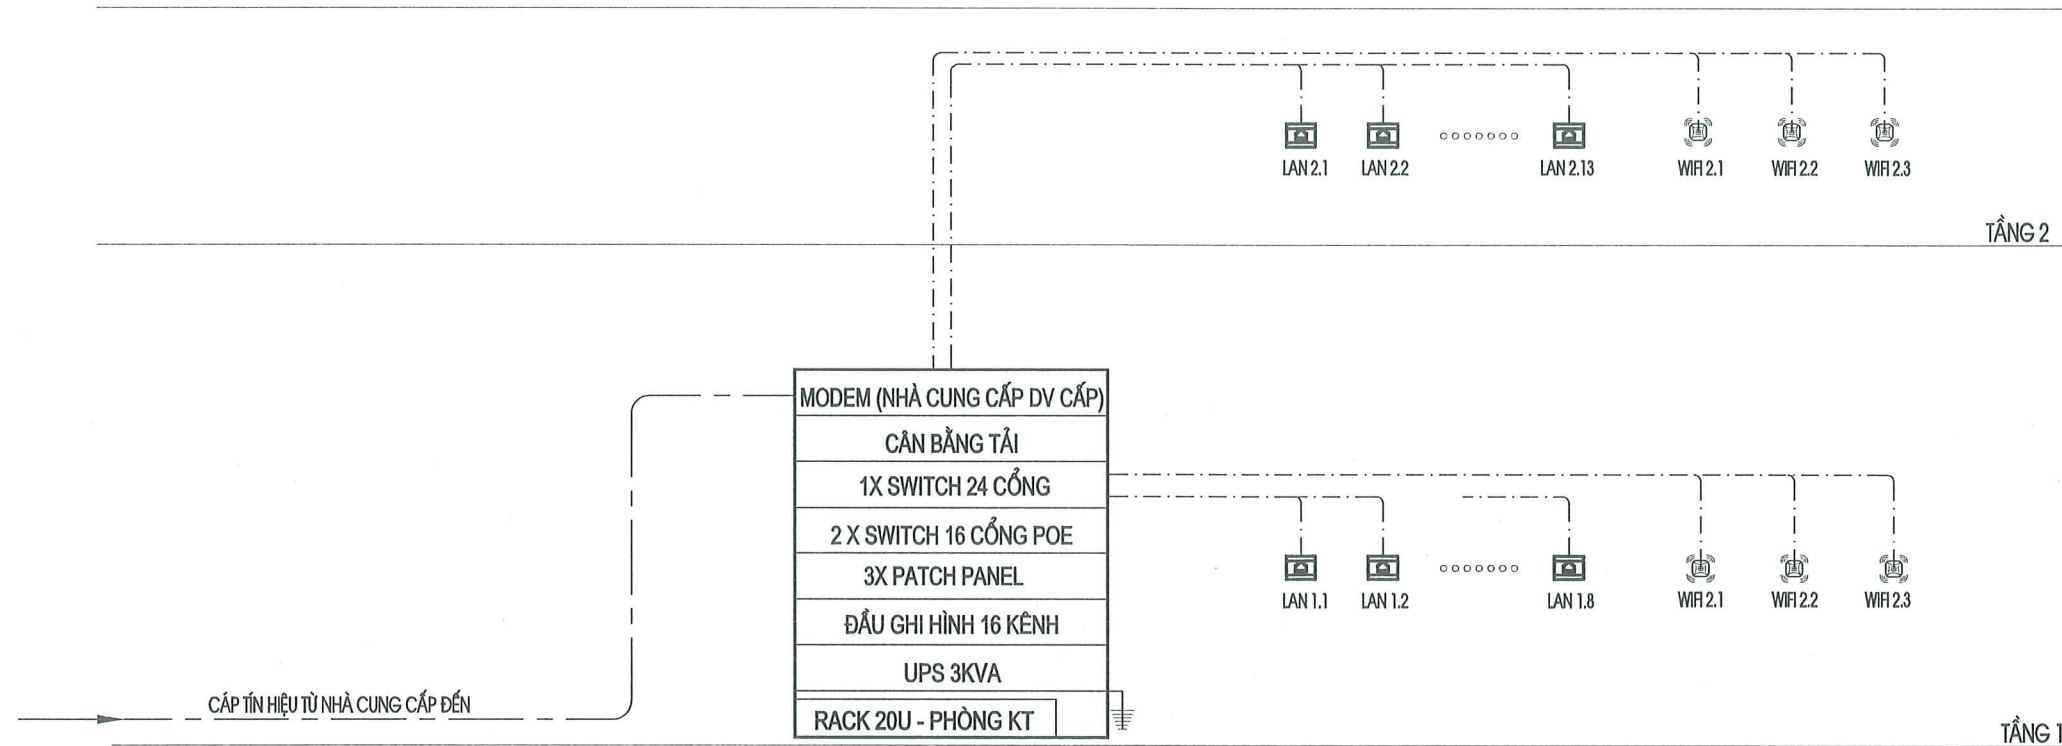 LAN 2.1 LAN 2.2 LAN 2.13 WIFI 2.1 WIFI 2.2 WIFI 2.3
TẦNG 2
MODEM (NHÀ CUNG CẤP DV CẤP)
CÂN BẰNG TẢI
1X SWITCH 24 CỔNG
2 X SWITCH 16 CỔNG POE
3X PATCH PANEL
LAN 1.1 LAN 1.2 LAN 1.8 WIFI 2.1 WIFI 2.2 WIFI 2.3
ĐẦU GHI HÌNH 16 KÊNH
UPS 3KVA
CÁP TÍN HIỆU TỪ NHÀ CUNG CẤP ĐẾN
RACK 20U - PHÒNG KT
TẦNG 1